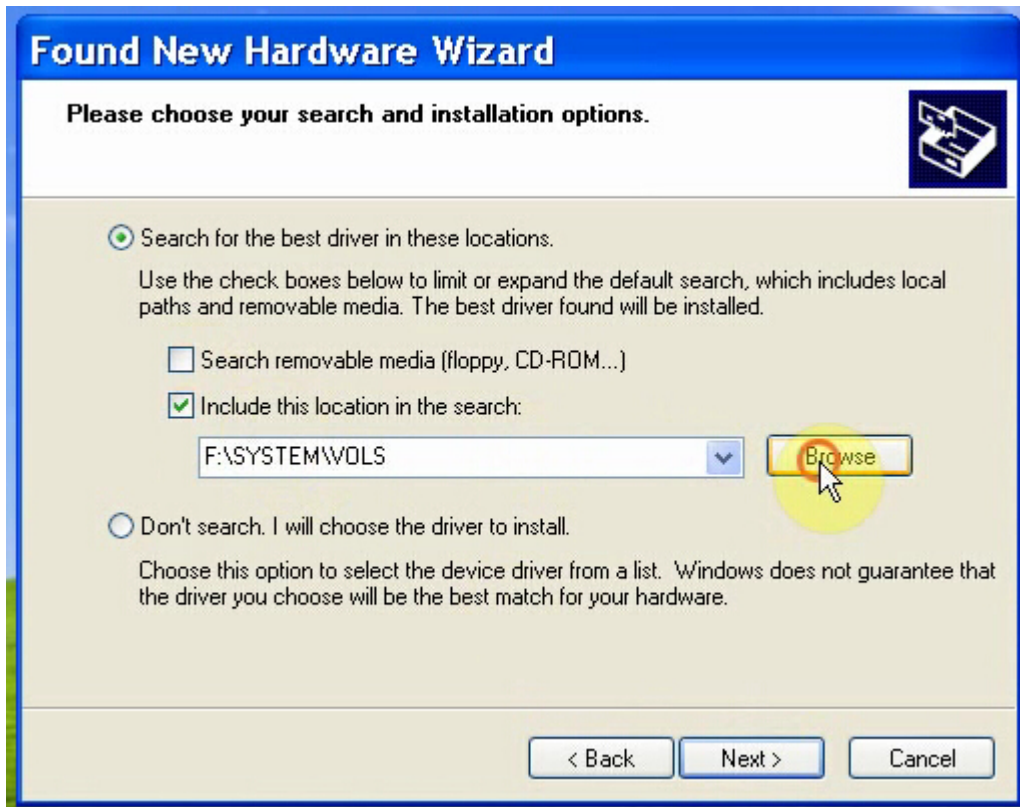 Found New Hardware Wizard
Please choose your search and installation options.
Search for the best driver in these locations.
Use the check boxes below to limit or expand the default search, which includes local
paths and removable media. The best driver found will be installed.
Search removable media (floppy, CD-ROM...)
Include this location in the search:
F:\SYSTEM\VOLS
Browse
Don't search. I will choose the driver to install.
Choose this option to select the device driver from a list. Windows does not guarantee that
the driver you choose will be the best match for your hardware.
< Back
Next >
Cancel